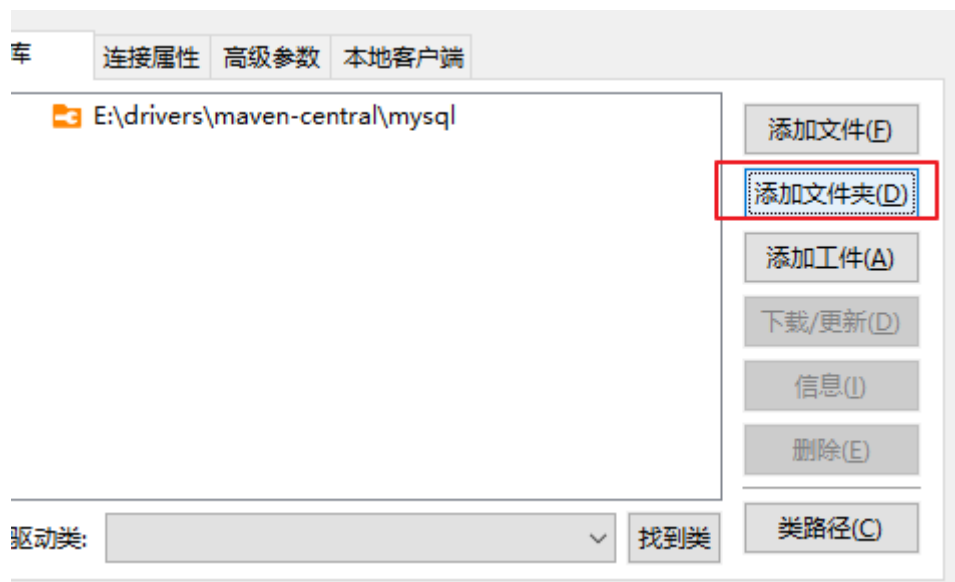 库 连接属性 高级参数 本地客户端
E:\drivers\maven-central\mysql
添加文件(F)
添加文件夹(D)
添加工件(A)
下载/更新(D)
信息(I)
删除(E)
驱动类: 找到类 类路径(C)